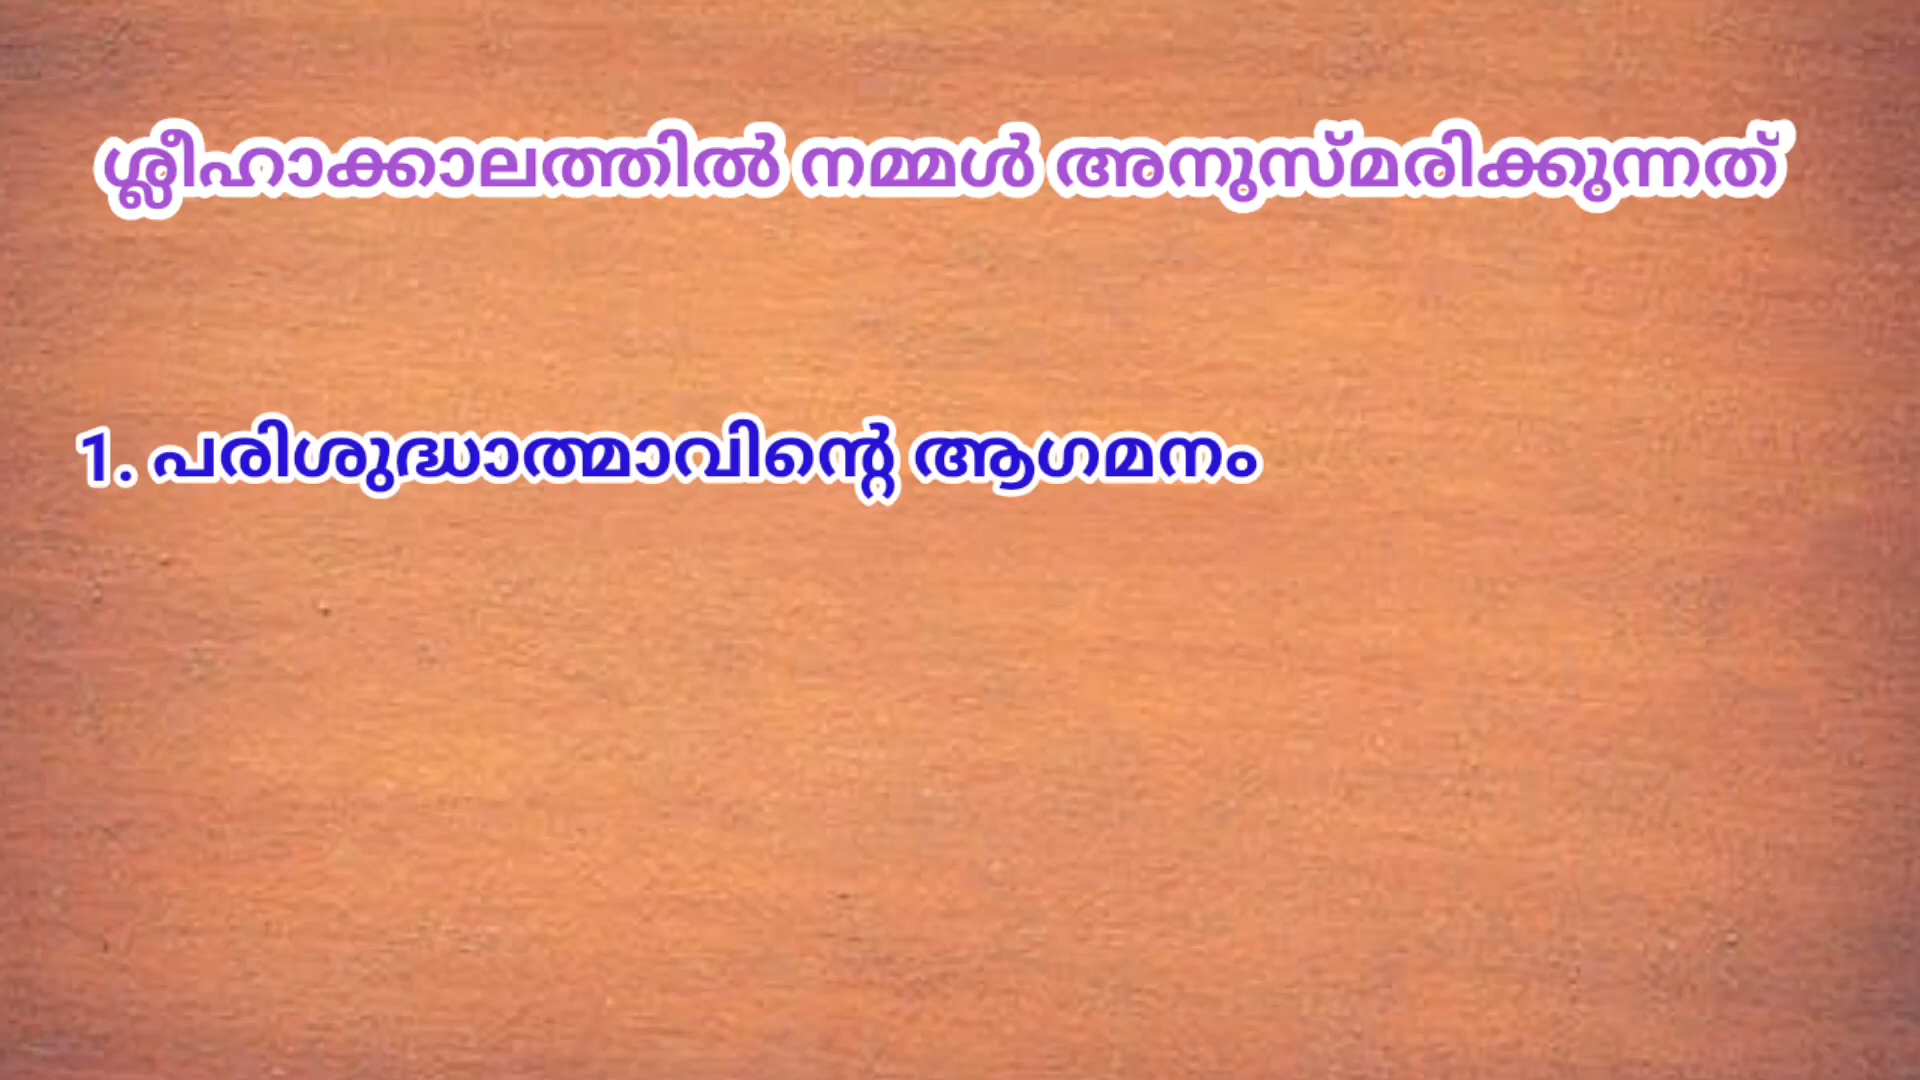 ശ്ലീഹാക്കാലത്തിൽ നമ്മൾ അനുസ്മരിക്കുന്നത്
1. പരിശുദ്ധാത്മാവിന്റെ ആഗമനം